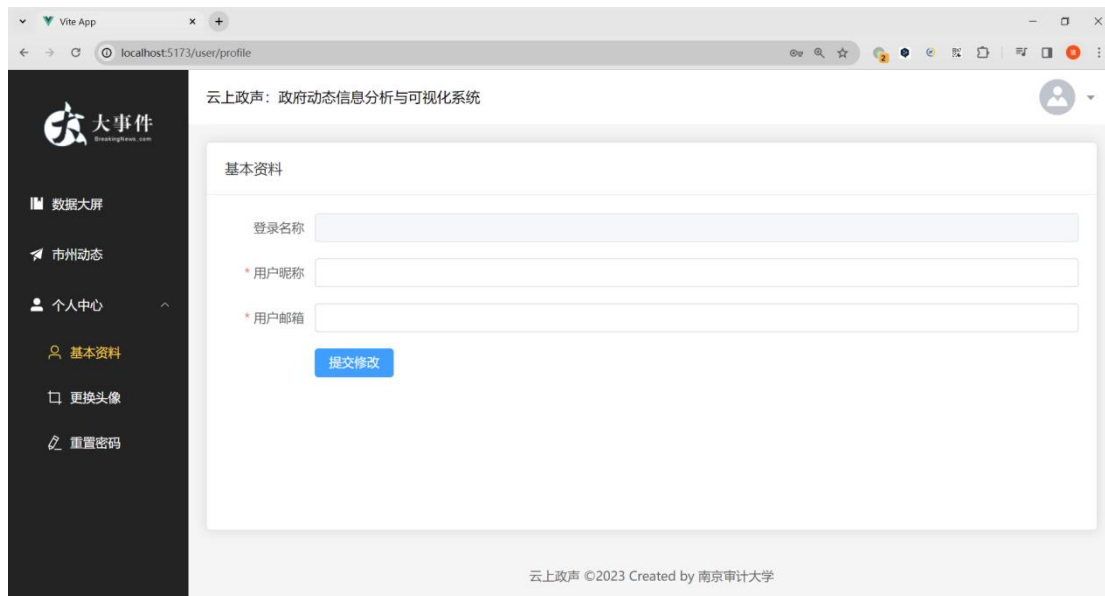 Vite App
localhost:5173/user/profile
2
大事件
BreakingNews.com
云上政声：政府动态信息分析与可视化系统
数据大屏
市州动态
个人中心
基本资料
更换头像
重置密码
基本资料
登录名称
* 用户昵称
* 用户邮箱
提交修改
云上政声 ©2023 Created by 南京审计大学